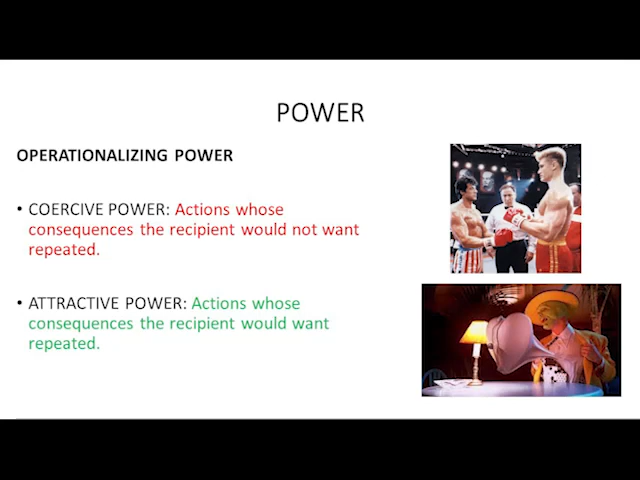 POWER
OPERATIONALIZING POWER
• COERCIVE POWER: Actions whose
consequences the recipient would not want
repeated.
• ATTRACTIVE POWER: Actions whose
consequences the recipient would want
repeated.